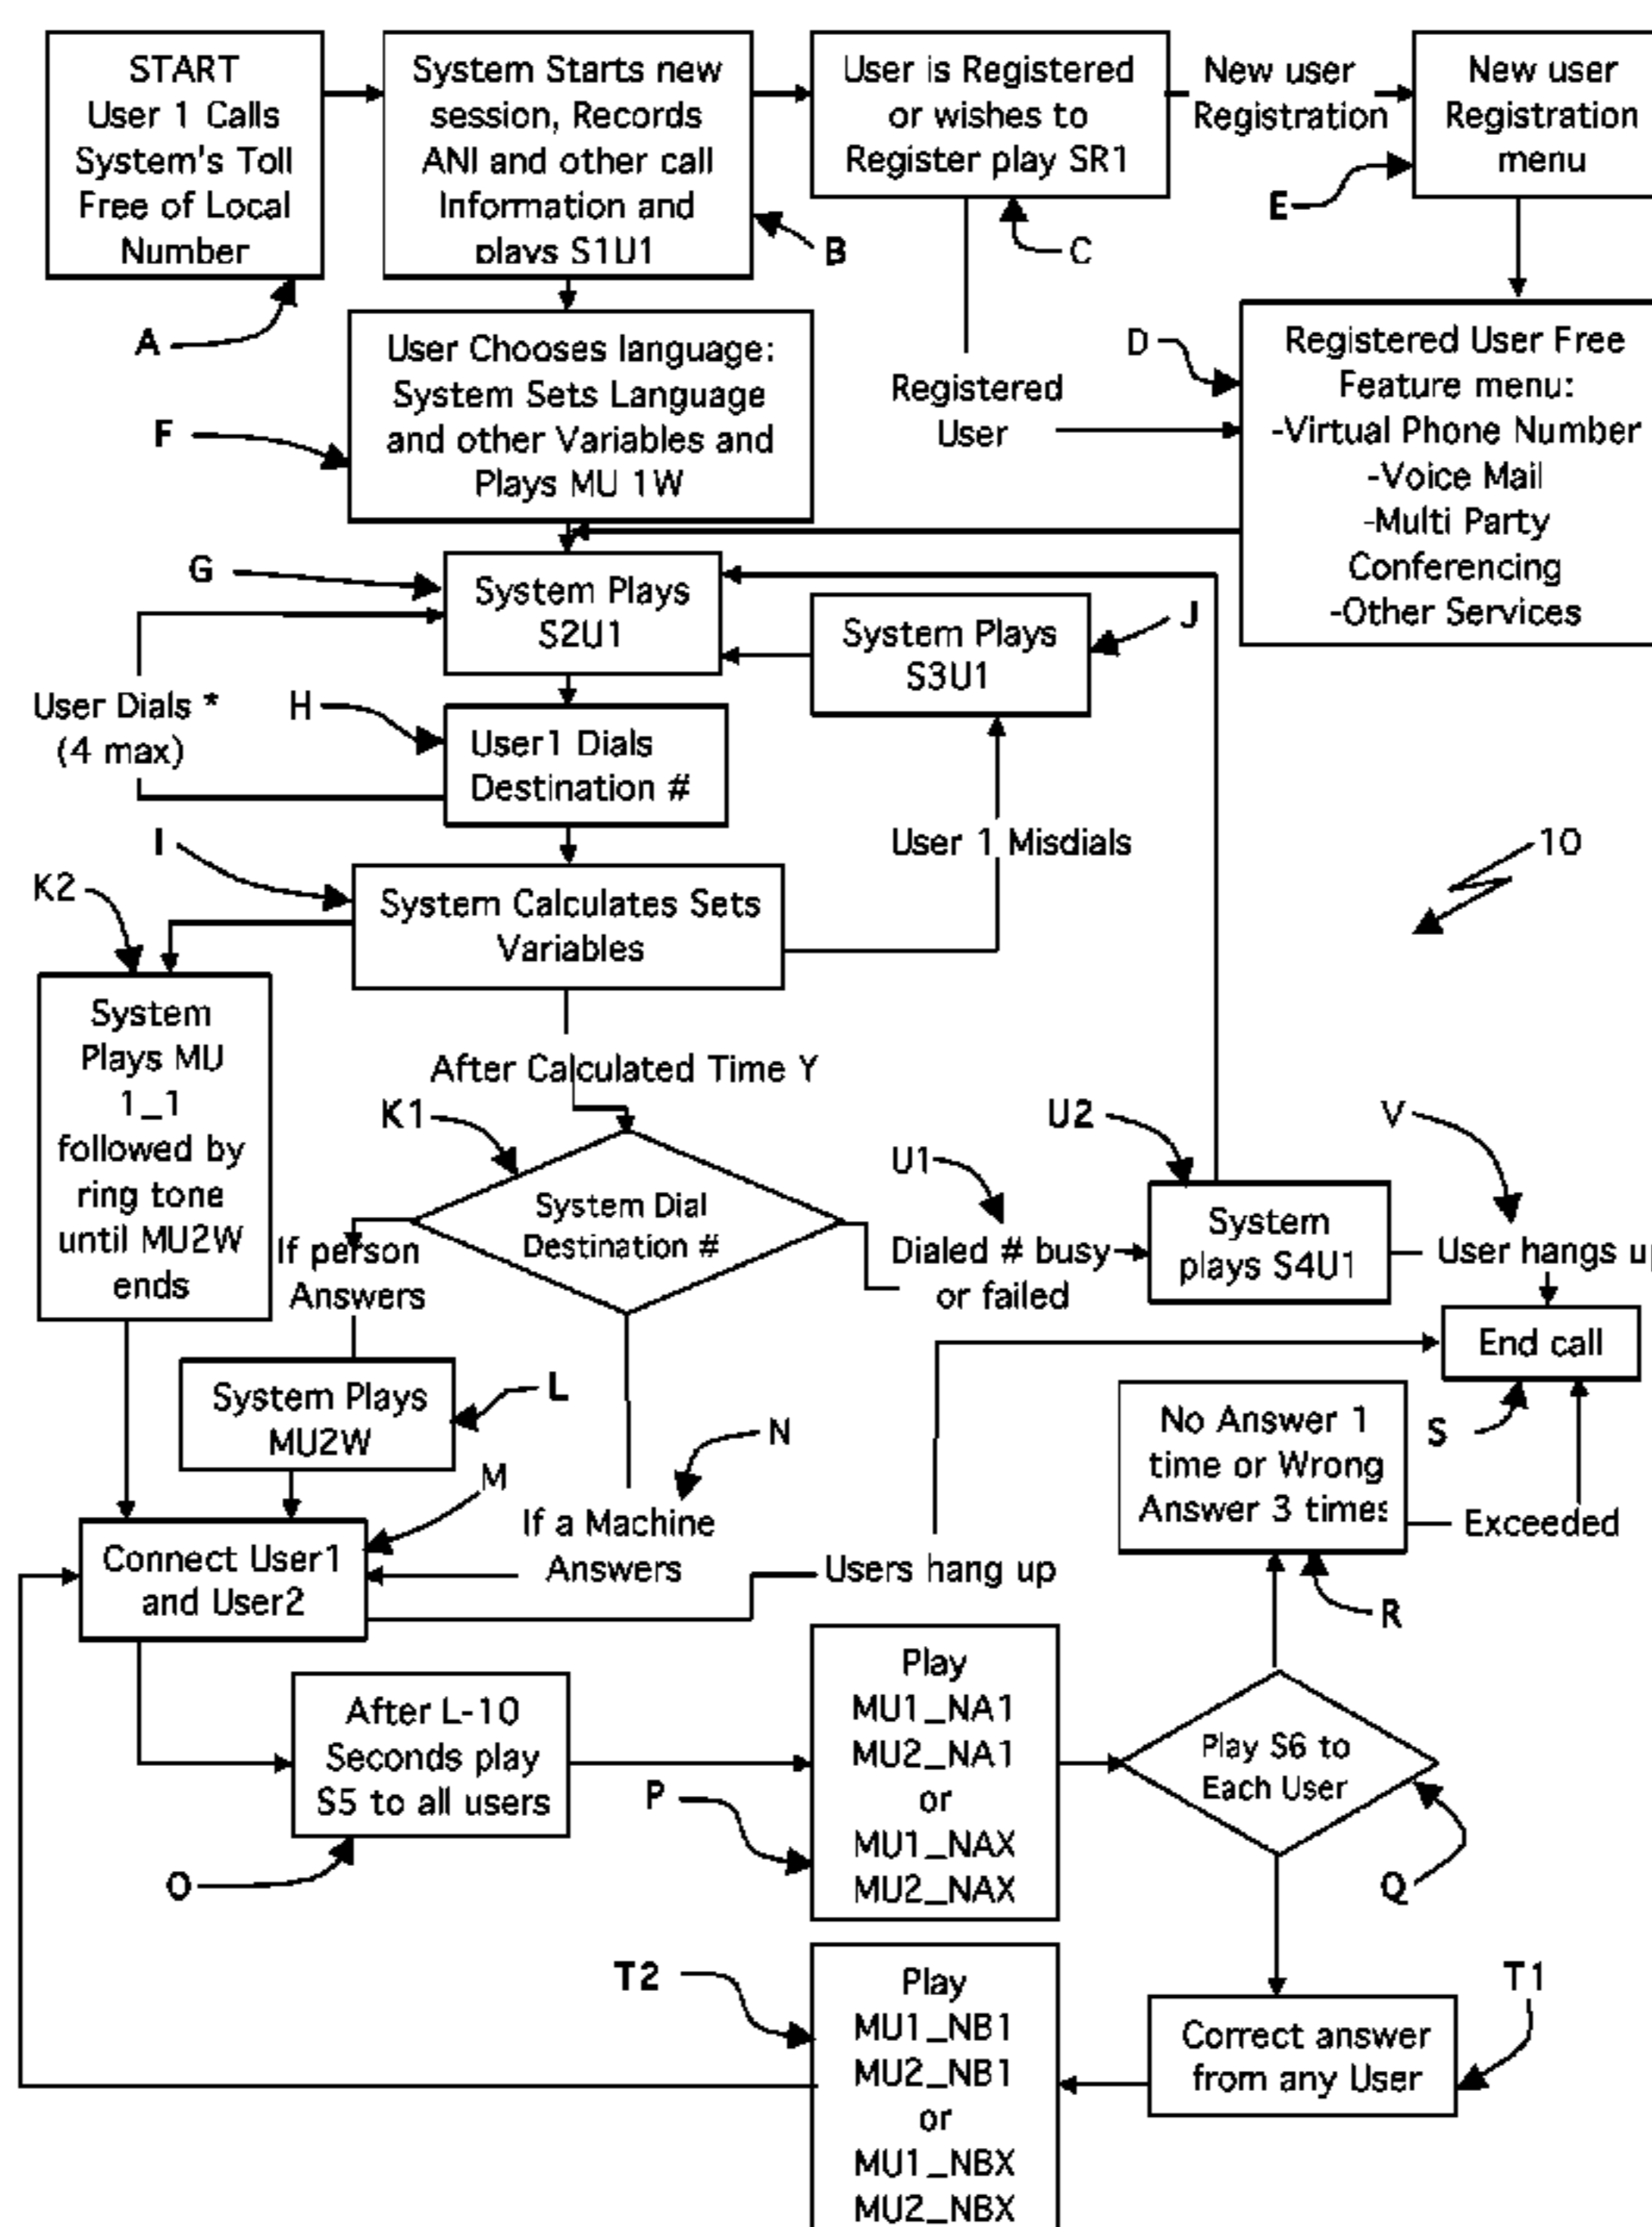 START
User 1 Calls
System's Toll
Free of Local
Number
System Starts new
session, Records
ANI and other call
Information and
plays S1U1
User is Registered
or wishes to
Register play SR1
New user
Registration
New user
Registration
menu
A
B
C
E
User Chooses language:
System Sets Language
and other Variables and
Plays MU 1W
F
Registered
User
D
Registered User Free
Feature menu:
-Virtual Phone Number
-Voice Mail
-Multi Party
Conferencing
-Other Services
G
System Plays
S2U1
System Plays
S3U1
J
User Dials *
(4 max)
H
User1 Dials
Destination #
User 1 Misdials
10
I
K2
System Calculates Sets
Variables
System
Plays MU
1_1
followed by
ring tone
until MU2W
ends
After Calculated Time Y
K1
System Dial
Destination #
U1
Dialed # busy
or failed
U2
System
plays S4U1
V
User hangs up
End call
S
If person
Answers
System Plays
MU2W
L
N
M
If a Machine
Answers
Connect User1
and User2
Users hang up
No Answer 1
time or Wrong
Answer 3 times
Exceeded
R
After L-10
Seconds play
S5 to all users
O
P
Play
MU1_NA1
MU2_NA1
or
MU1_NAX
MU2_NAX
Play S6 to
Each User
Q
T2
Play
MU1_NB1
MU2_NB1
or
MU1_NBX
MU2_NBX
Correct answer
from any User
T1